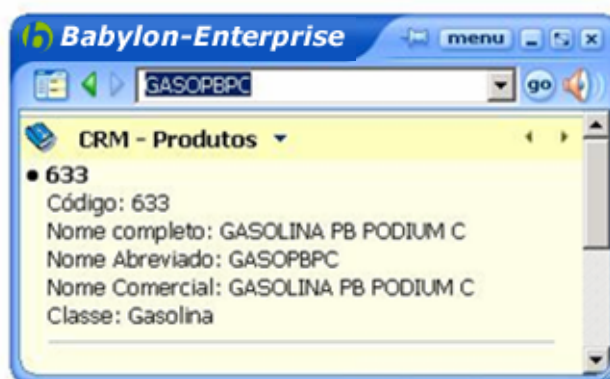 Babylon-Enterprise
menu
GASOPBPC
go
CRM - Produtos
633
Código: 633
Nome completo: GASOLINA PB PODIUM C
Nome Abreviado: GASOPBPC
Nome Comercial: GASOLINA PB PODIUM C
Classe: Gasolina